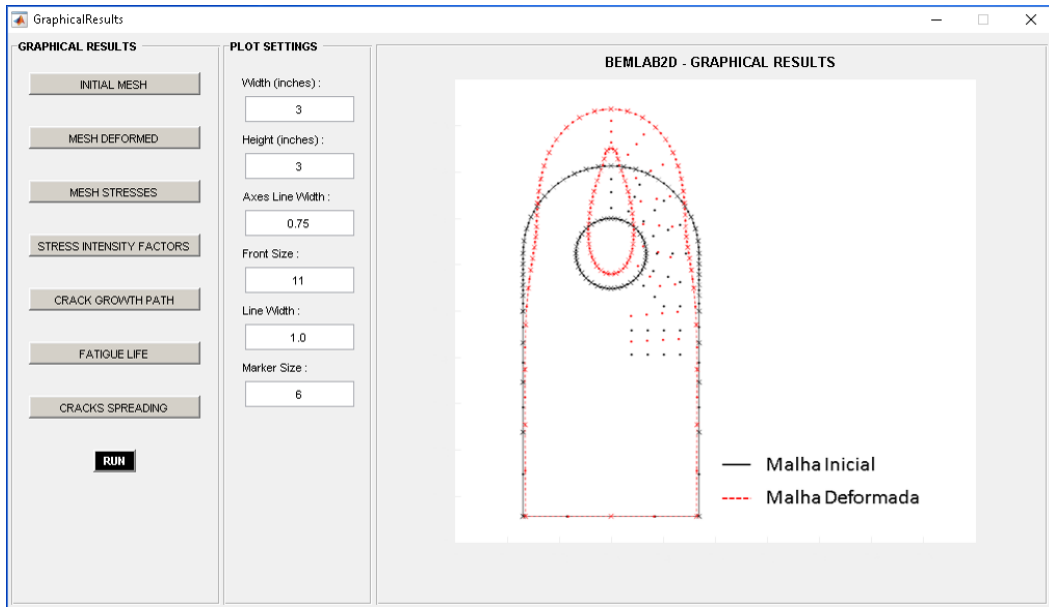 GraphicalResults
GRAPHICAL RESULTS
INITIAL MESH
MESH DEFORMED
MESH STRESSES
STRESS INTENSITY FACTORS
CRACK GROWTH PATH
FATIGUE LIFE
CRACKS SPREADING
RUN
PLOT SETTINGS
Width (inches) :
3
Height (inches) :
3
Axes Line Width :
0.75
Front Size :
11
Line Width :
1.0
Marker Size :
6
BEMLAB2D - GRAPHICAL RESULTS
Malha Inicial
Malha Deformada